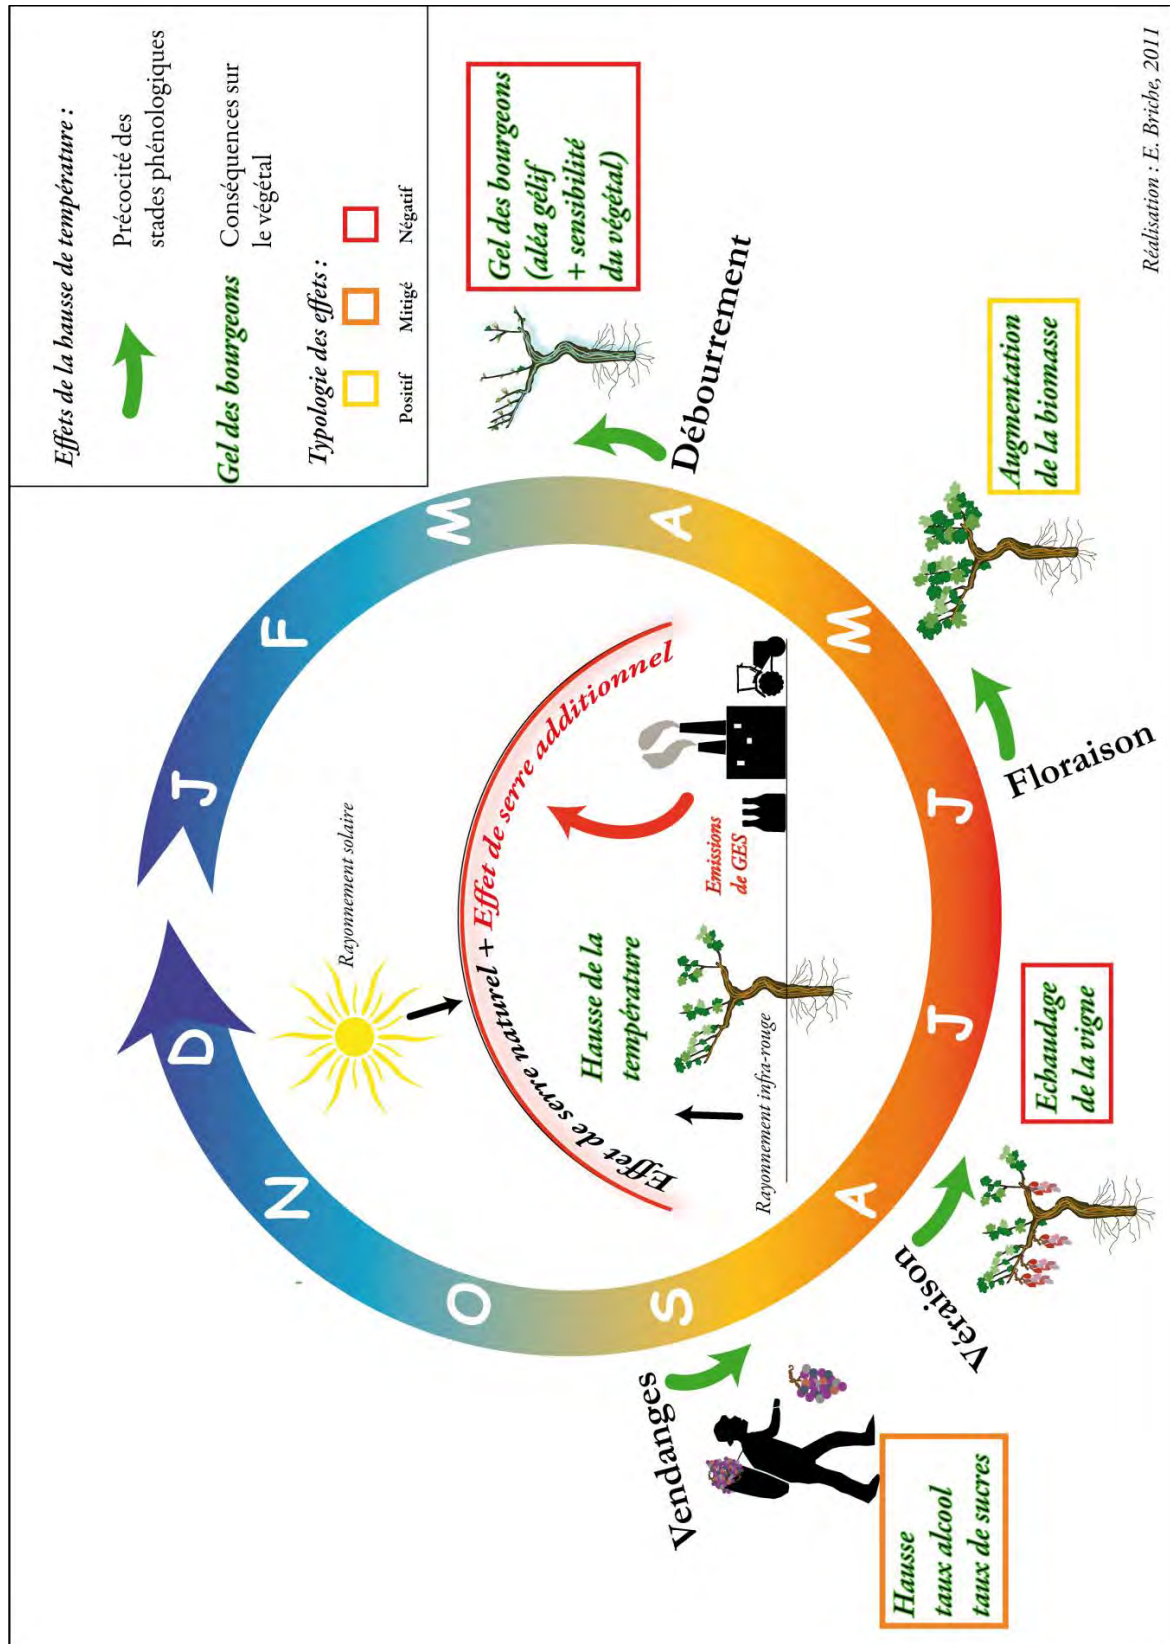 Effets de la hausse de température :
Précocité des
stades phénologiques
Gel des bourgeons
Conséquences sur
le végétal
Typologie des effets :
Positif
Mitigé
Négatif
J
F
M
A
M
J
J
A
S
O
N
D
Rayonnement solaire
Effet de serre naturel + Effet de serre additionnel
Hausse de la
température
Emissions
de GES
Rayonnement infra-rouge
Débourrement
Gel des bourgeons
(aléa gélif
+ sensibilité
du végétal)
Floraison
Augmentation
de la biomasse
Véraison
Echaudage
de la vigne
Vendanges
Hausse
taux alcool
taux de sucres
Réalisation : E. Briche, 2011